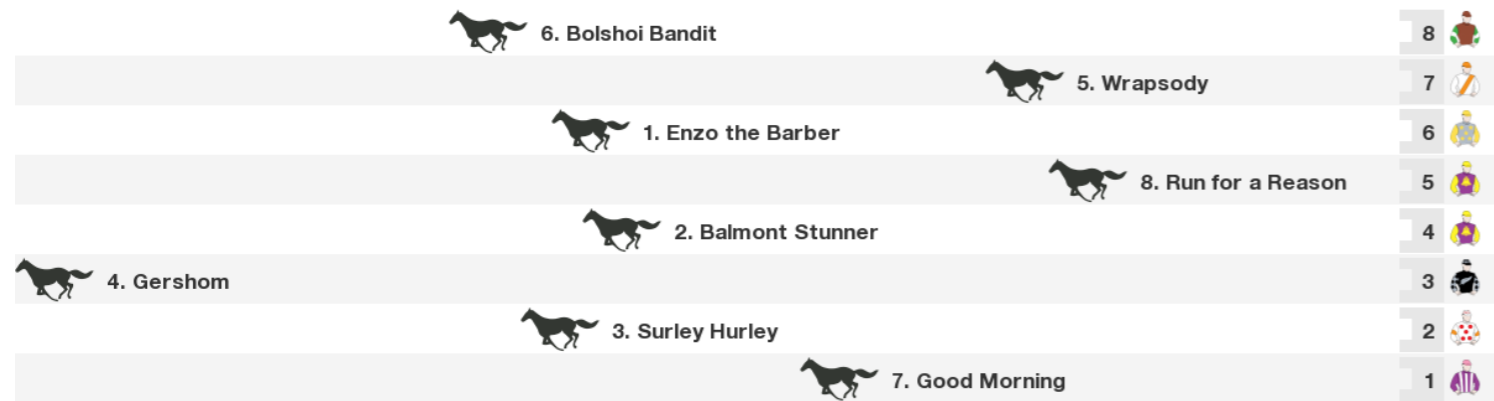 6. Bolshoi Bandit 8
5. Wrapsody 7
1. Enzo the Barber 6
8. Run for a Reason 5
2. Balmont Stunner 4
4. Gershom 3
3. Surley Hurley 2
7. Good Morning 1